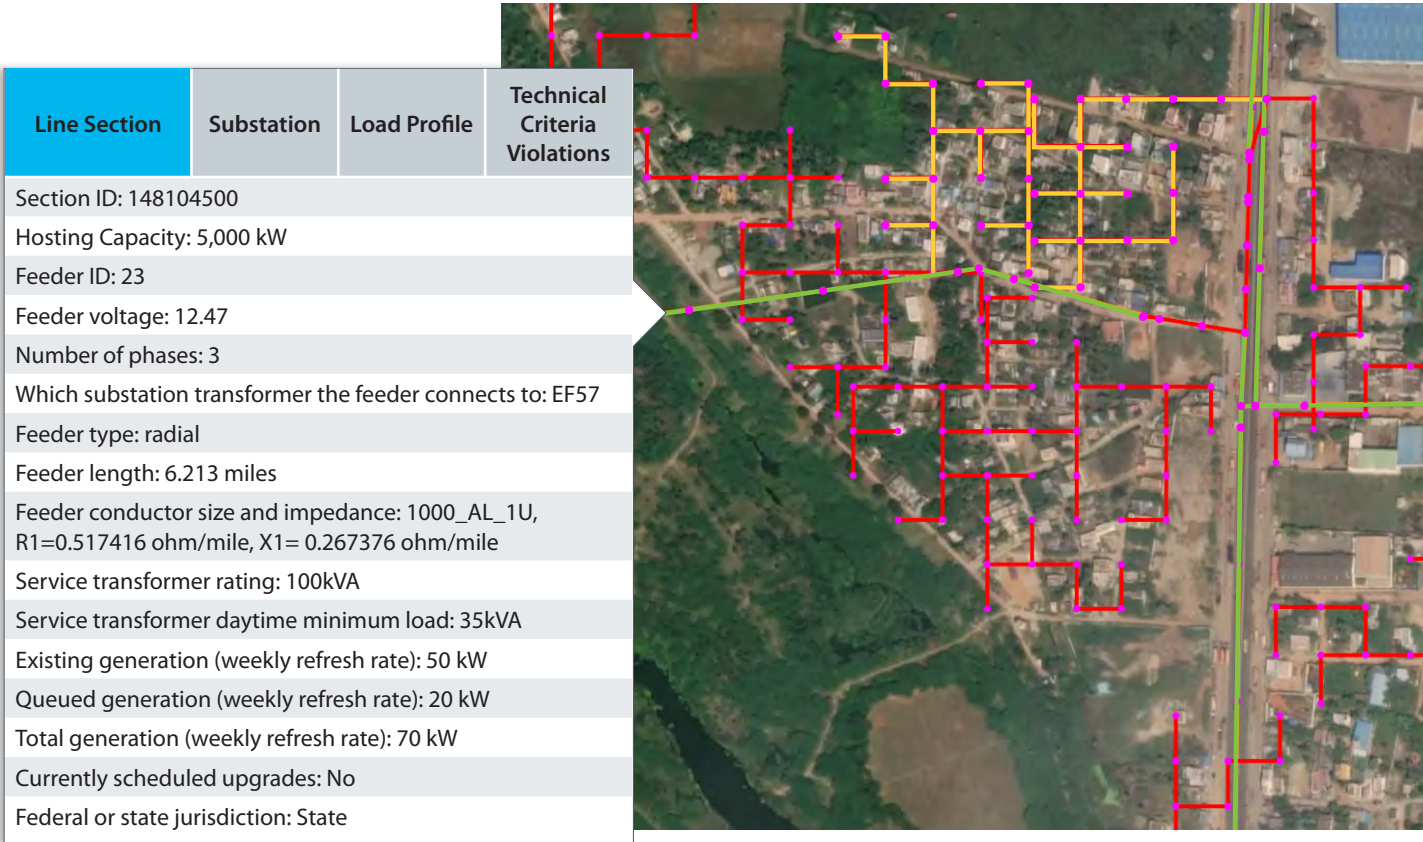 Line Section
Substation
Load Profile
Technical
Criteria
Violations
Section ID: 148104500
Hosting Capacity: 5,000 kW
Feeder ID: 23
Feeder voltage: 12.47
Number of phases: 3
Which substation transformer the feeder connects to: EF57
Feeder type: radial
Feeder length: 6.213 miles
Feeder conductor size and impedance: 1000_AL_1U,
R1=0.517416 ohm/mile, X1= 0.267376 ohm/mile
Service transformer rating: 100kVA
Service transformer daytime minimum load: 35kVA
Existing generation (weekly refresh rate): 50 kW
Queued generation (weekly refresh rate): 20 kW
Total generation (weekly refresh rate): 70 kW
Currently scheduled upgrades: No
Federal or state jurisdiction: State